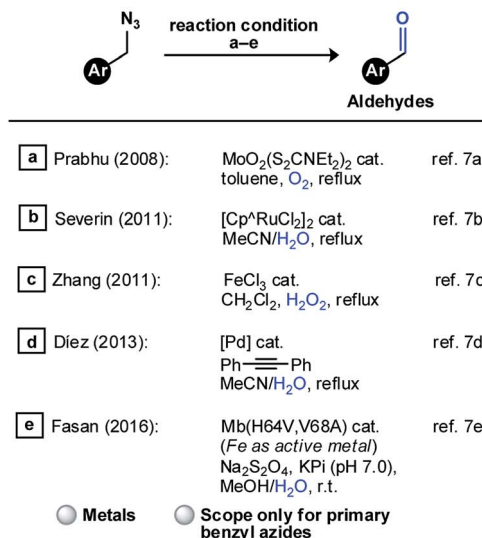 N3
reaction condition
a–e
O
Ar
Ar
Aldehydes
a Prabhu (2008): MoO2(S2CNEt2)2 cat. ref. 7a
toluene, O2, reflux
b Severin (2011): [Cp^RuCl2]2 cat. ref. 7b
MeCN/H2O, reflux
c Zhang (2011): FeCl3 cat. ref. 7c
CH2Cl2, H2O2, reflux
d Díez (2013): [Pd] cat. ref. 7d
Ph Ph
MeCN/H2O, reflux
e Fasan (2016): Mb(H64V,V68A) cat. ref. 7e
(Fe as active metal)
Na2S2O4, KPi (pH 7.0),
MeOH/H2O, r.t.
Metals Scope only for primary
benzyl azides